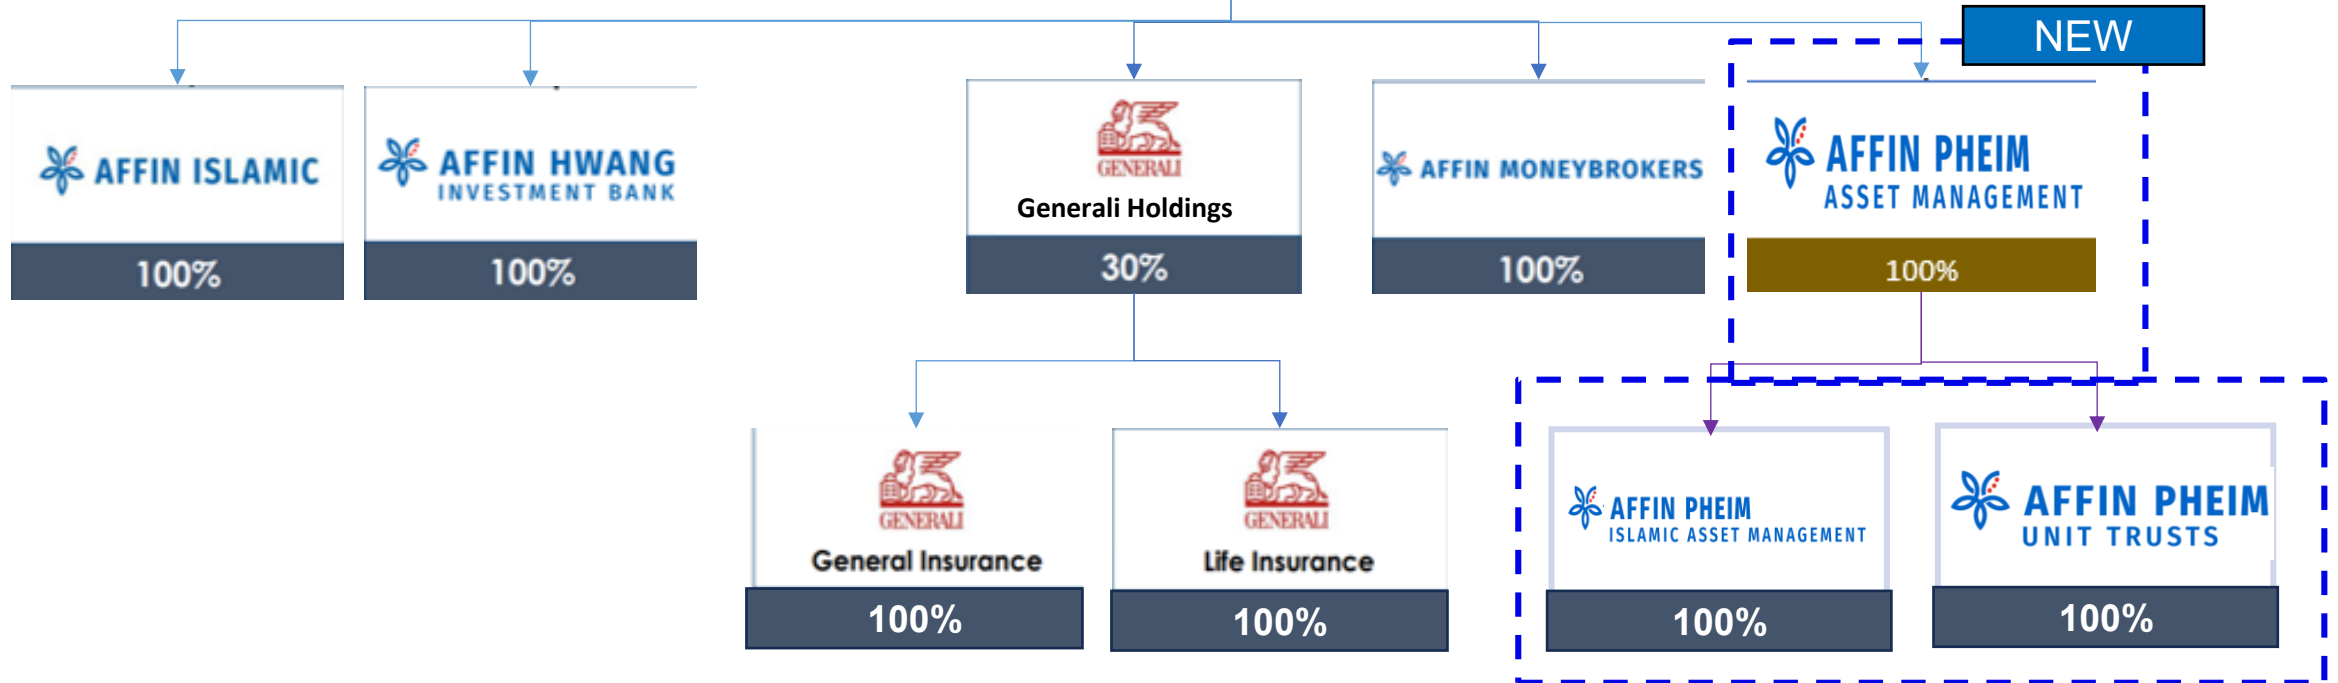 NEW
AFFIN ISLAMIC
100%
AFFIN HWANG
INVESTMENT BANK
100%
GENERALI
Generali Holdings
30%
AFFIN MONEYBROKERS
100%
AFFIN PHEIM
ASSET MANAGEMENT
100%
GENERALI
General Insurance
100%
GENERALI
Life Insurance
100%
AFFIN PHEIM
ISLAMIC ASSET MANAGEMENT
100%
AFFIN PHEIM
UNIT TRUSTS
100%